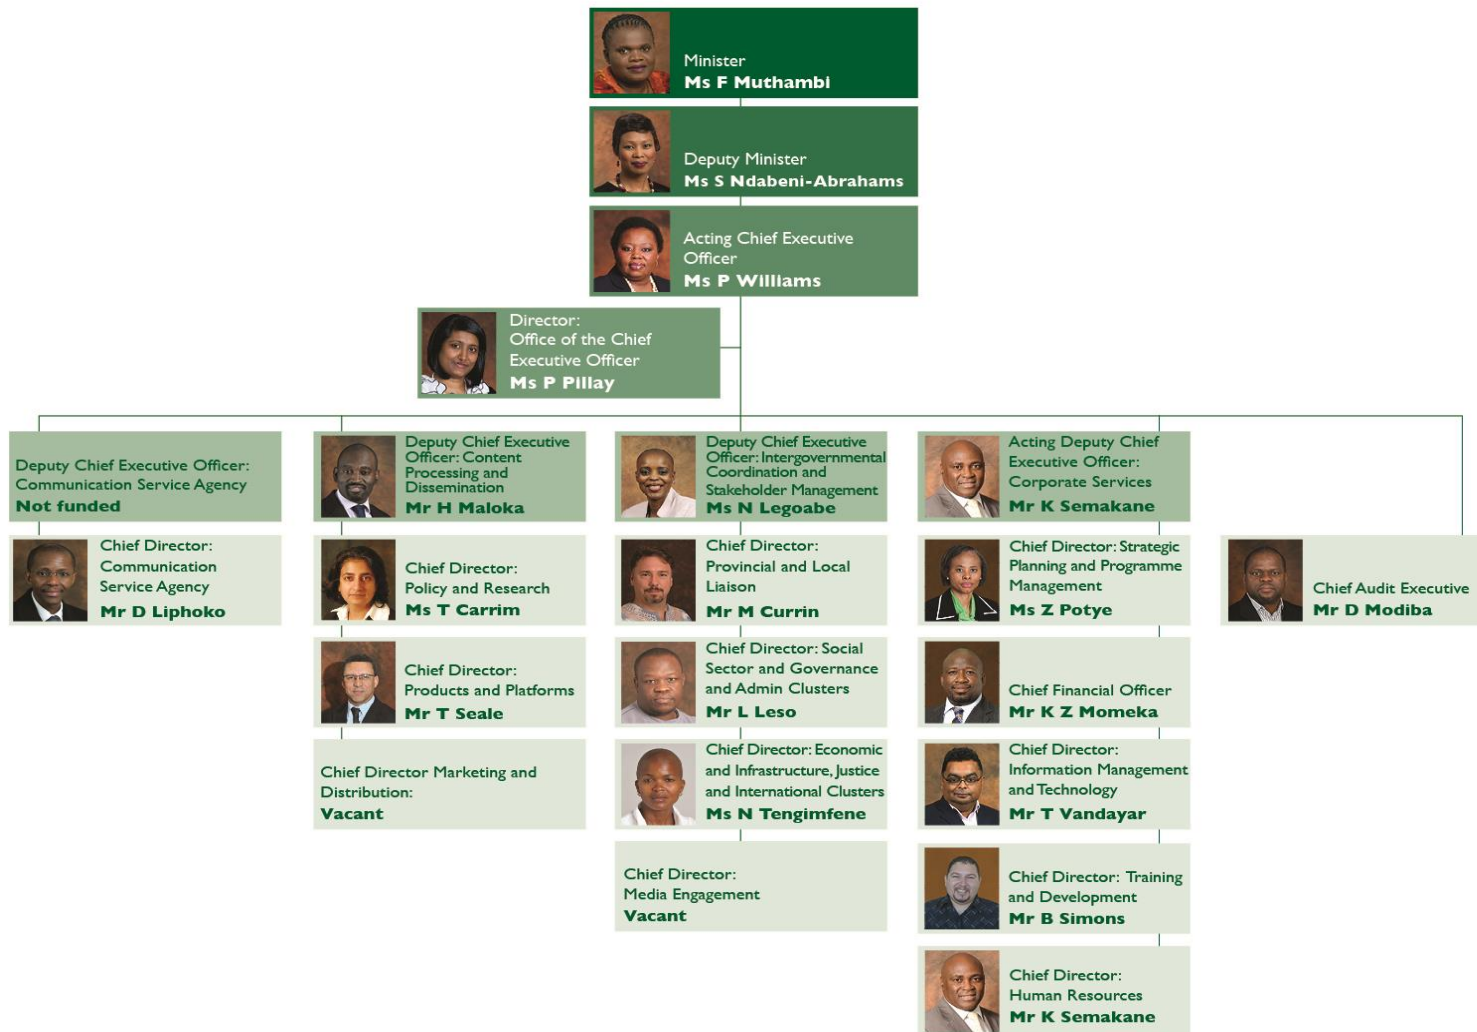 Minister
Ms F Muthambi
Deputy Minister
Ms S Ndabeni-Abrahams
Acting Chief Executive
Officer
Ms P Williams
Director:
Office of the Chief
Executive Officer
Ms P Pillay
Deputy Chief Executive Officer:
Communication Service Agency
Not funded
Chief Director:
Communication
Service Agency
Mr D Liphoko
Deputy Chief Executive
Officer: Content
Processing and
Dissemination
Mr H Maloka
Chief Director:
Policy and Research
Ms T Carrim
Chief Director:
Products and Platforms
Mr T Seale
Chief Director Marketing and
Distribution:
Vacant
Deputy Chief Executive
Officer: Intergovernmental
Coordination and
Stakeholder Management
Ms N Legoabe
Chief Director:
Provincial and Local
Liaison
Mr M Currin
Chief Director: Social
Sector and Governance
and Admin Clusters
Mr L Leso
Chief Director: Economic
and Infrastructure, Justice
and International Clusters
Ms N Tengimfene
Chief Director:
Media Engagement
Vacant
Acting Deputy Chief
Executive Officer:
Corporate Services
Mr K Semakane
Chief Director: Strategic
Planning and Programme
Management
Ms Z Potye
Chief Financial Officer
Mr K Z Momeka
Chief Director:
Information Management
and Technology
Mr T Vandayar
Chief Director: Training
and Development
Mr B Simons
Chief Director:
Human Resources
Mr K Semakane
Chief Audit Executive
Mr D Modiba